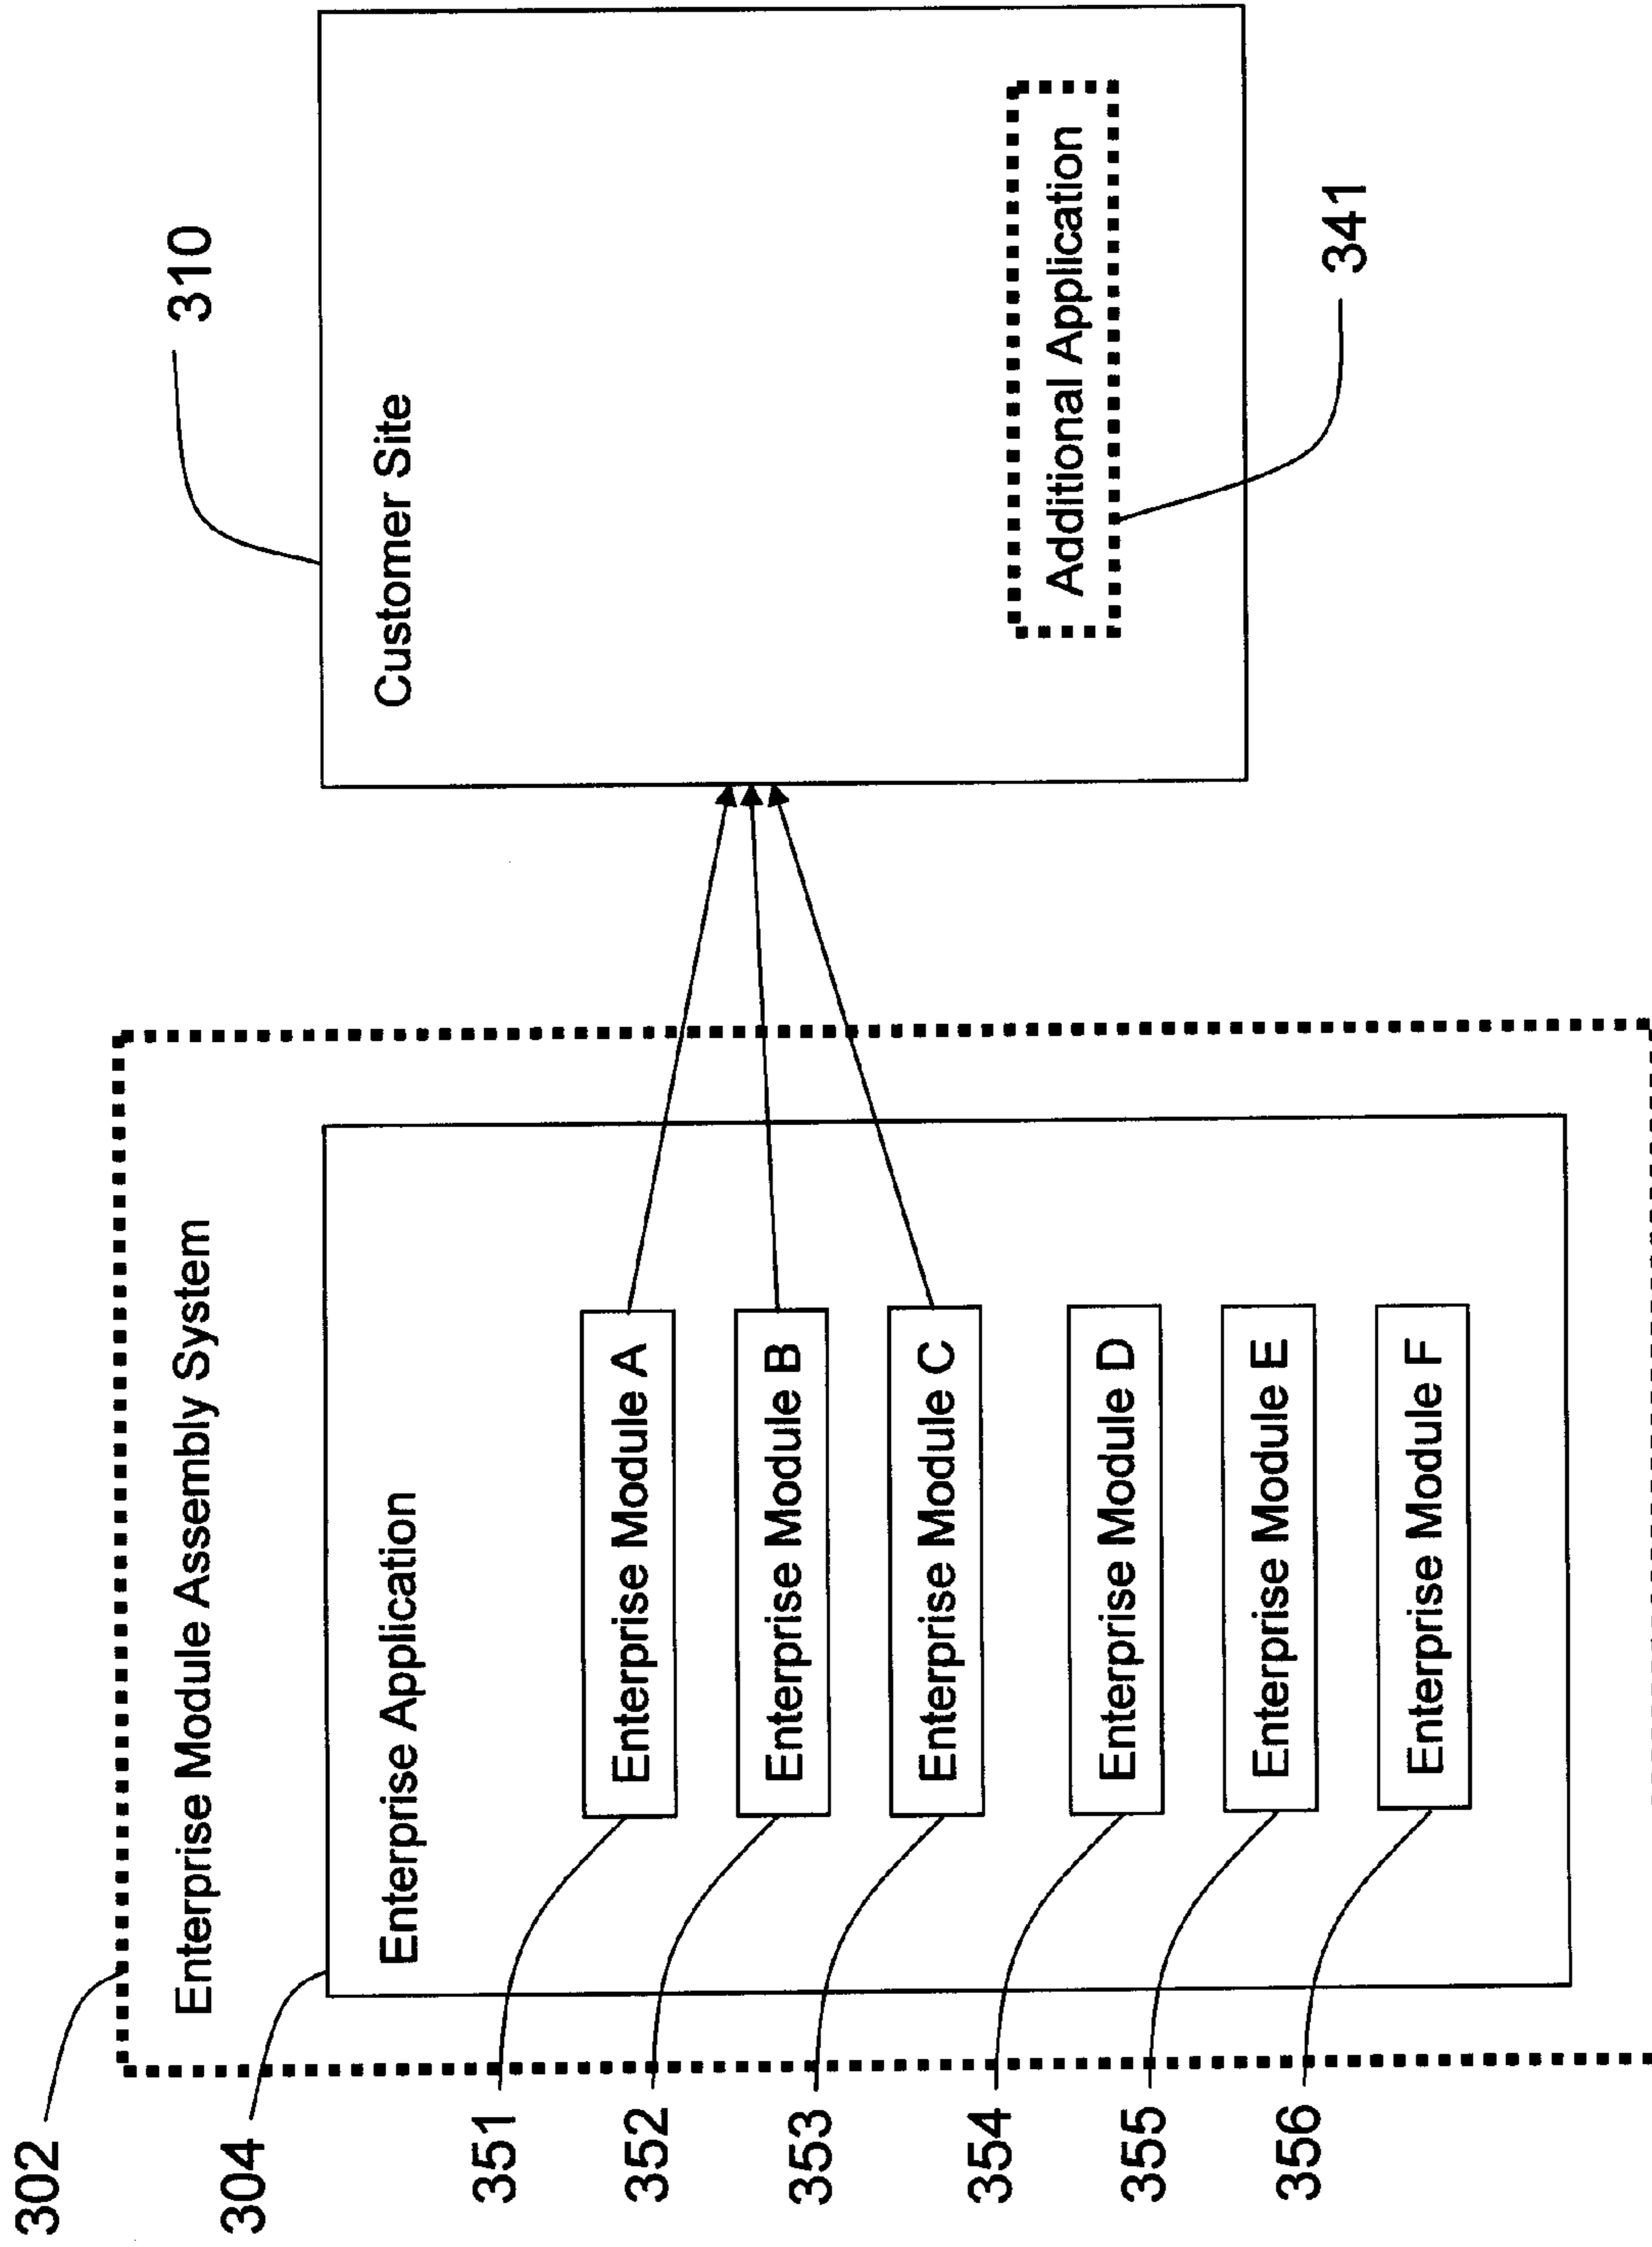 302
Enterprise Module Assembly System
304
Enterprise Application
351
Enterprise Module A
352
Enterprise Module B
353
Enterprise Module C
354
Enterprise Module D
355
Enterprise Module E
356
Enterprise Module F
310
Customer Site
Additional Application
341